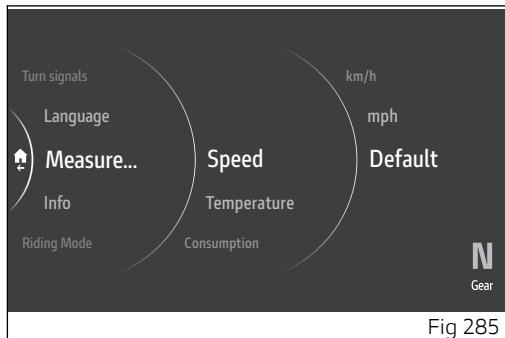 Turn signals
Language
Measure...
Info
Riding Mode
Speed
Temperature
Consumption
km/h
mph
Default
N
Gear
Fig 285